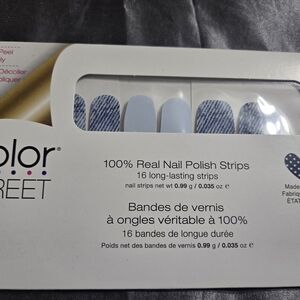 Peel
Décoller
olor®
REET
100% Real Nail Polish Strips
16 long-lasting strips
nail strips net wt 0.99 g / 0.035 oz ℮
Bandes de vernis
à ongles véritable à 100%
16 bandes de longue durée
Poids net des bandes de vernis 0.99 g / 0.035 oz ℮
Made
Fabriqu
ÉTAT